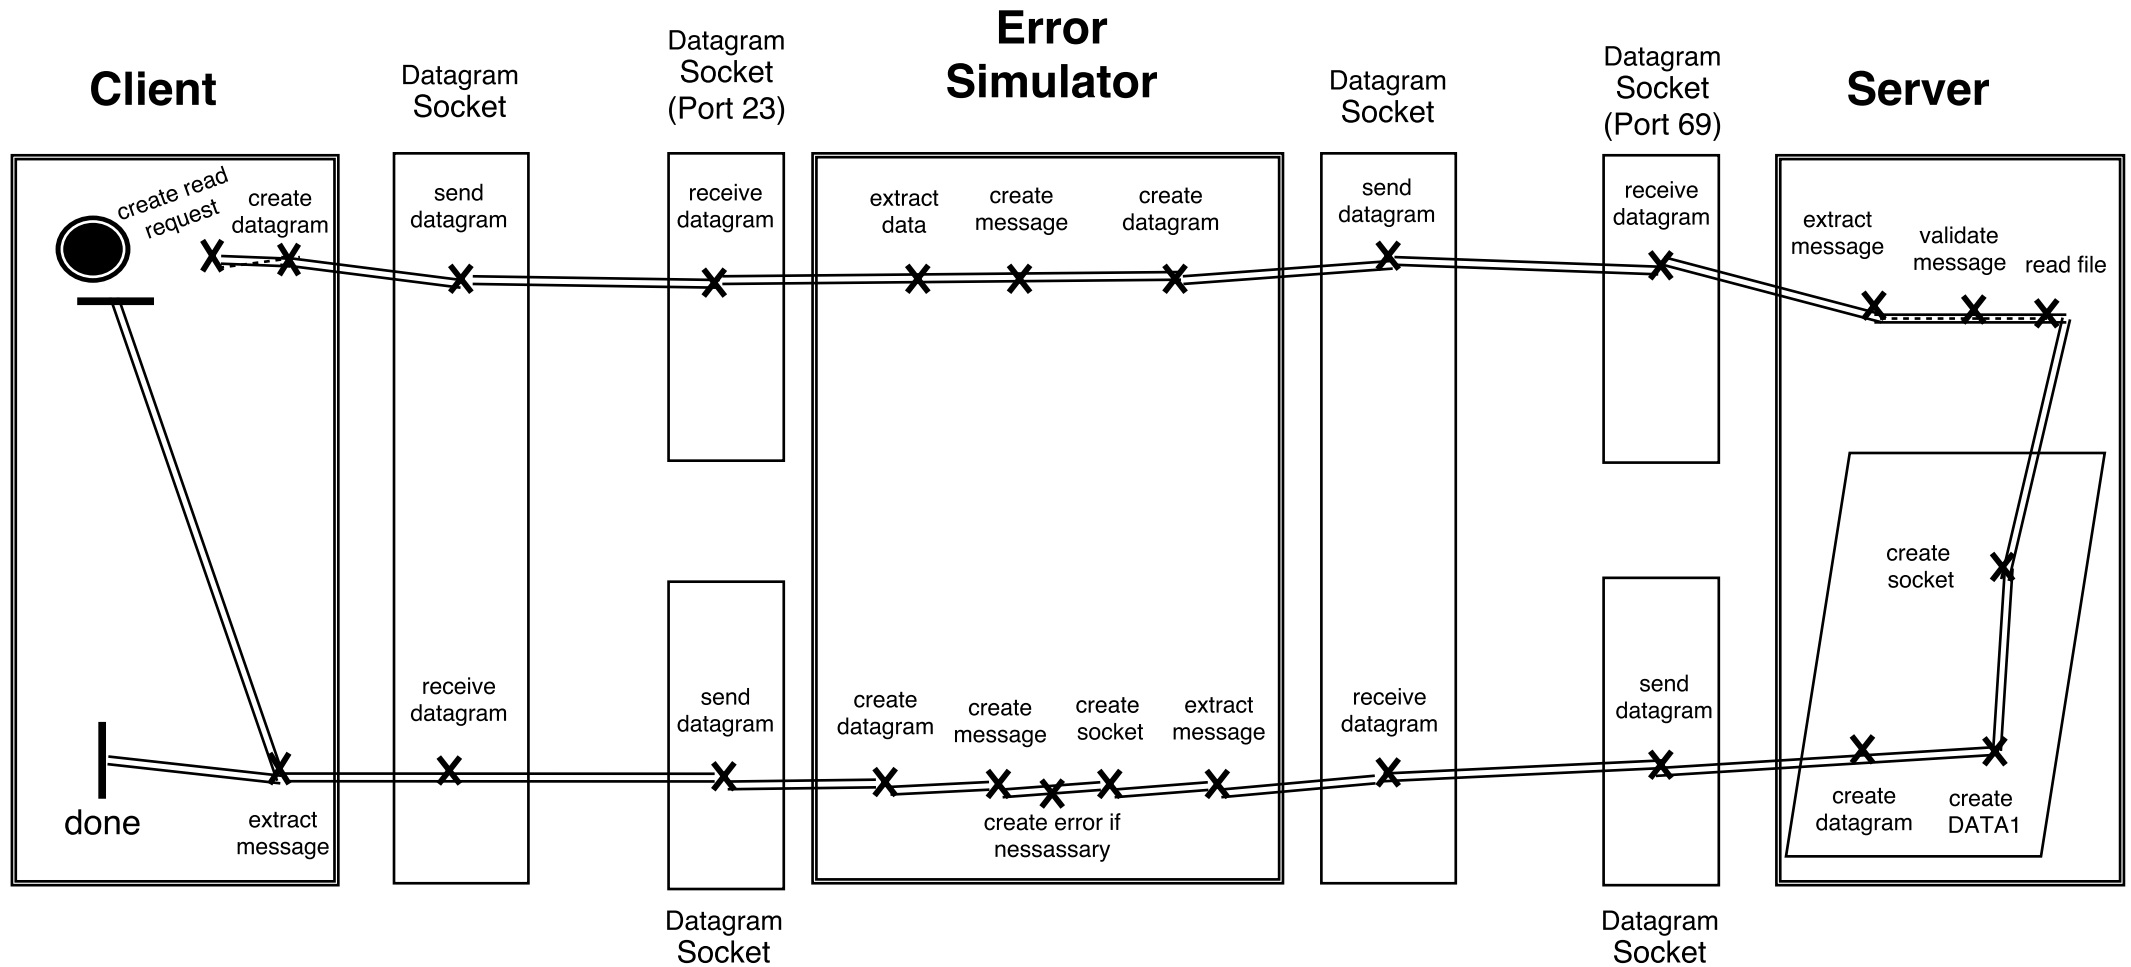 Client
Datagram
Socket
Datagram
Socket
(Port 23)
Error
Simulator
Datagram
Socket
Datagram
Socket
(Port 69)
Server
create read
request
create
datagram
send
datagram
receive
datagram
extract
data
create
message
create
datagram
send
datagram
receive
datagram
extract
message
validate
message
read file
create
socket
receive
datagram
send
datagram
create
datagram
create
message
create
socket
extract
message
receive
datagram
send
datagram
done
extract
message
create error if
nessassary
create
datagram
create
DATA1
Datagram
Socket
Datagram
Socket